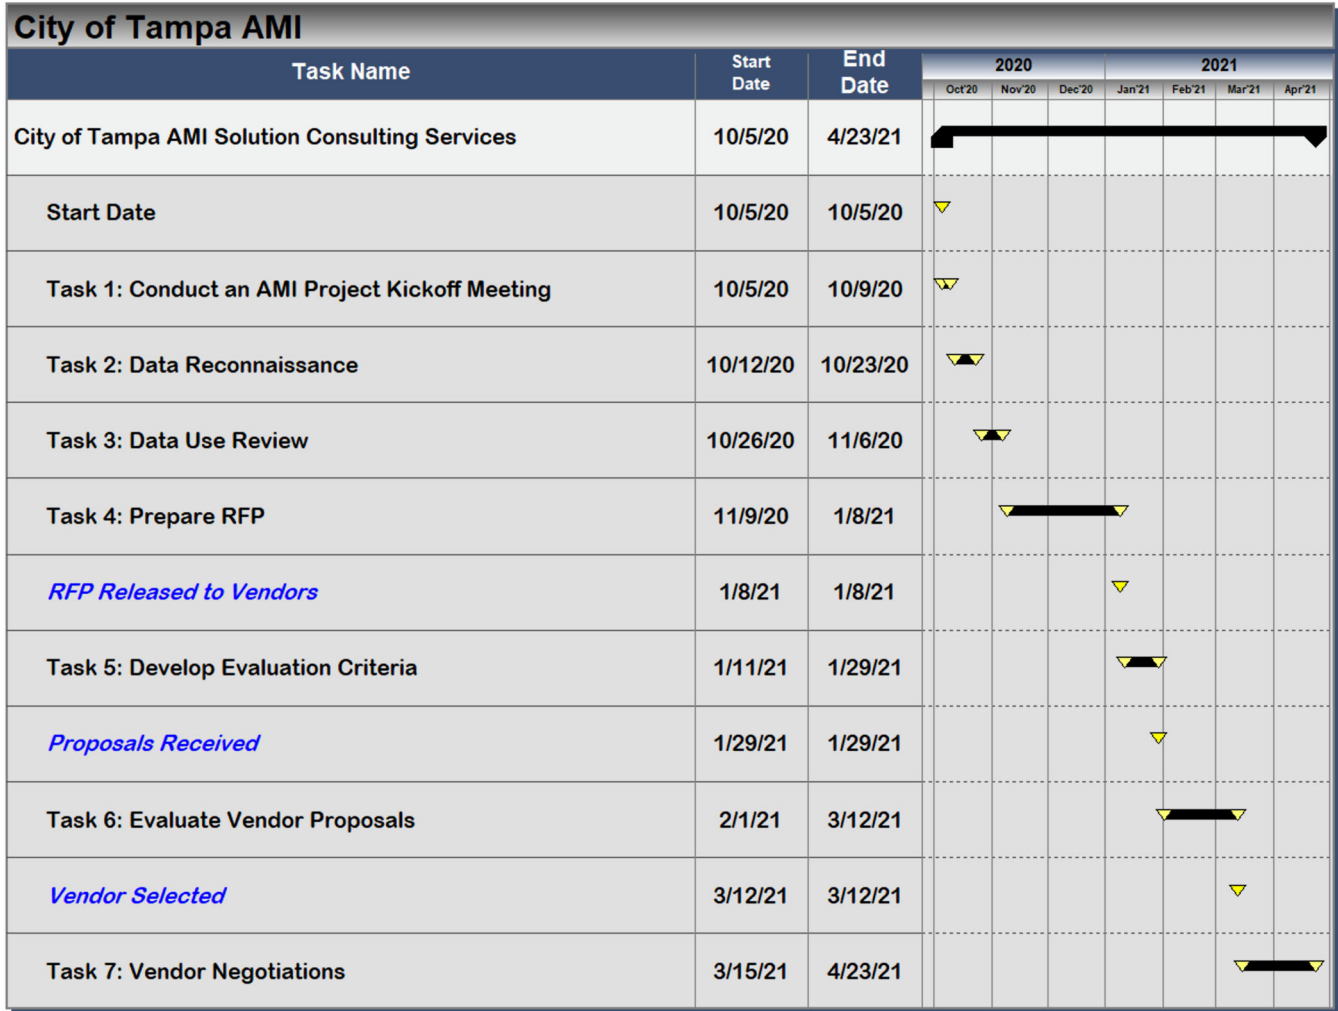 City of Tampa AMI
Task Name
Start
Date
End
Date
2020
2021
Oct'20 Nov'20 Dec'20 Jan'21 Feb'21 Mar'21 Apr'21
City of Tampa AMI Solution Consulting Services 10/5/20 4/23/21
Start Date 10/5/20 10/5/20
Task 1: Conduct an AMI Project Kickoff Meeting 10/5/20 10/9/20
Task 2: Data Reconnaissance 10/12/20 10/23/20
Task 3: Data Use Review 10/26/20 11/6/20
Task 4: Prepare RFP 11/9/20 1/8/21
RFP Released to Vendors 1/8/21 1/8/21
Task 5: Develop Evaluation Criteria 1/11/21 1/29/21
Proposals Received 1/29/21 1/29/21
Task 6: Evaluate Vendor Proposals 2/1/21 3/12/21
Vendor Selected 3/12/21 3/12/21
Task 7: Vendor Negotiations 3/15/21 4/23/21